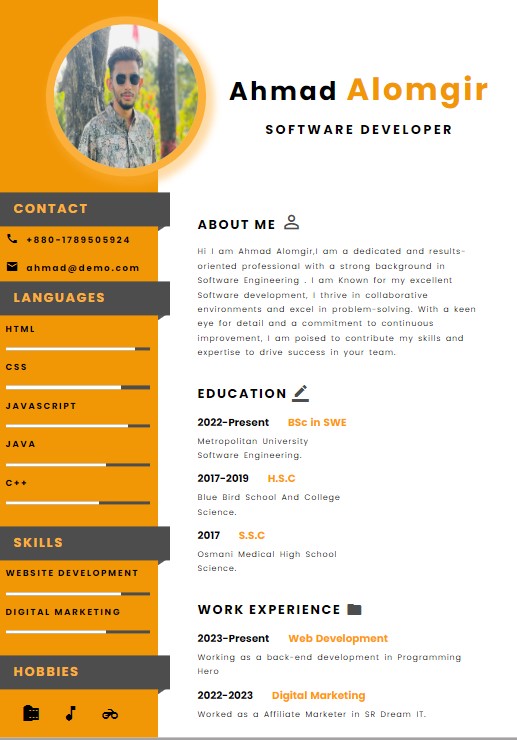 Ahmad Alomgir
SOFTWARE DEVELOPER
CONTACT
+880-1789505924
ahmad@demo.com
LANGUAGES
HTML
CSS
JAVASCRIPT
JAVA
C++
SKILLS
WEBSITE DEVELOPMENT
DIGITAL MARKETING
HOBBIES
ABOUT ME
Hi I am Ahmad Alomgir,I am a dedicated and results-
oriented professional with a strong background in
Software Engineering . I am Known for my excellent
Software development, I thrive in collaborative
environments and excel in problem-solving. With a keen
eye for detail and a commitment to continuous
improvement, I am poised to contribute my skills and
expertise to drive success in your team.
EDUCATION
2022-Present BSc in SWE
Metropolitan University
Software Engineering.
2017-2019 H.S.C
Blue Bird School And College
Science.
2017 S.S.C
Osmani Medical High School
Science.
WORK EXPERIENCE
2023-Present Web Development
Working as a back-end development in Programming
Hero
2022-2023 Digital Marketing
Worked as a Affiliate Marketer in SR Dream IT.